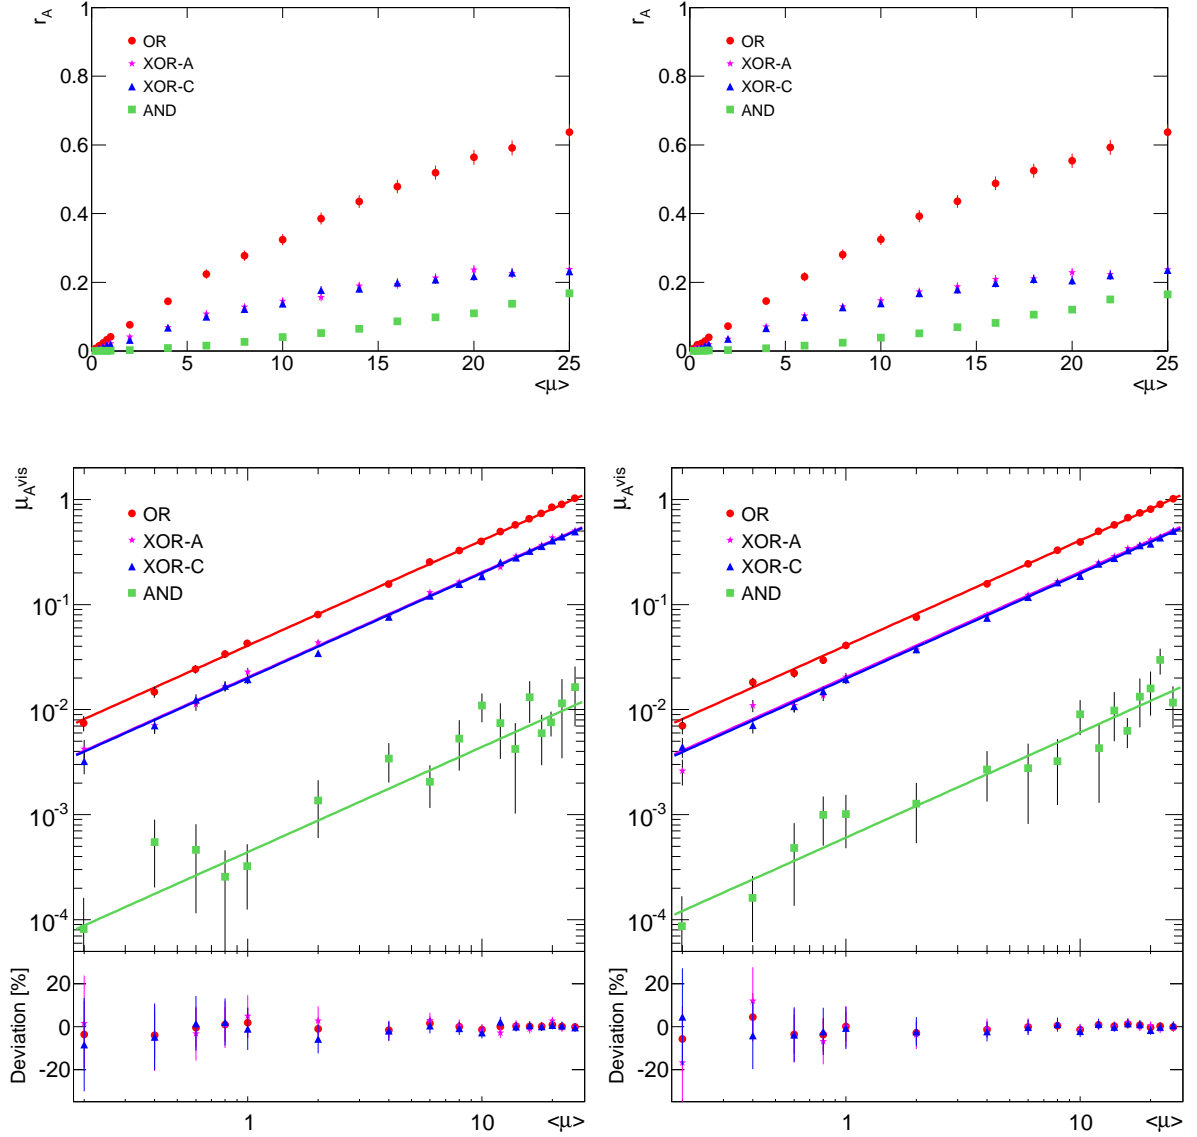 r_A
1
0.8
0.6
0.4
0.2
0
OR
XOR-A
XOR-C
AND
0 5 10 15 20 25
<μ>
r_A
1
0.8
0.6
0.4
0.2
0
OR
XOR-A
XOR-C
AND
0 5 10 15 20 25
<μ>
μ_A^vis
1
10^-1
10^-2
10^-3
10^-4
OR
XOR-A
XOR-C
AND
Deviation [%]
20
0
-20
1 10 <μ>
μ_A^vis
1
10^-1
10^-2
10^-3
10^-4
OR
XOR-A
XOR-C
AND
Deviation [%]
20
0
-20
1 10 <μ>